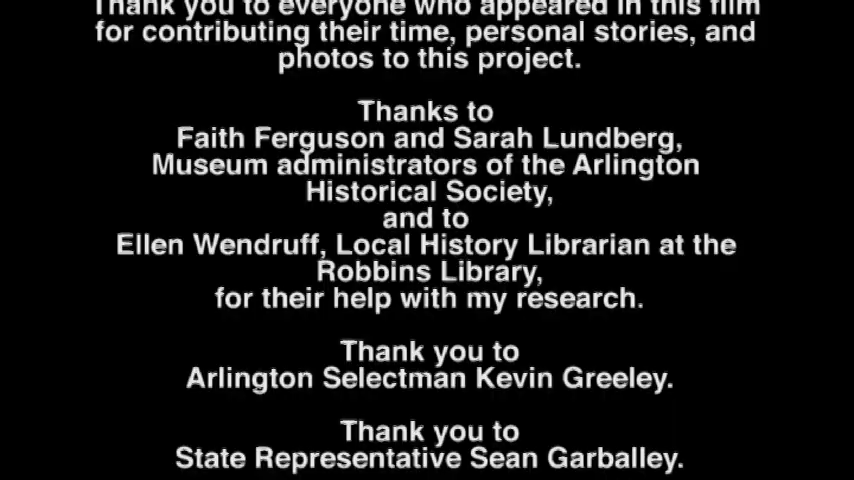 Thank you to everyone who appeared in this film
for contributing their time, personal stories, and
photos to this project.
Thanks to
Faith Ferguson and Sarah Lundberg,
Museum administrators of the Arlington
Historical Society,
and to
Ellen Wendruff, Local History Librarian at the
Robbins Library,
for their help with my research.
Thank you to
Arlington Selectman Kevin Greeley.
Thank you to
State Representative Sean Garballey.